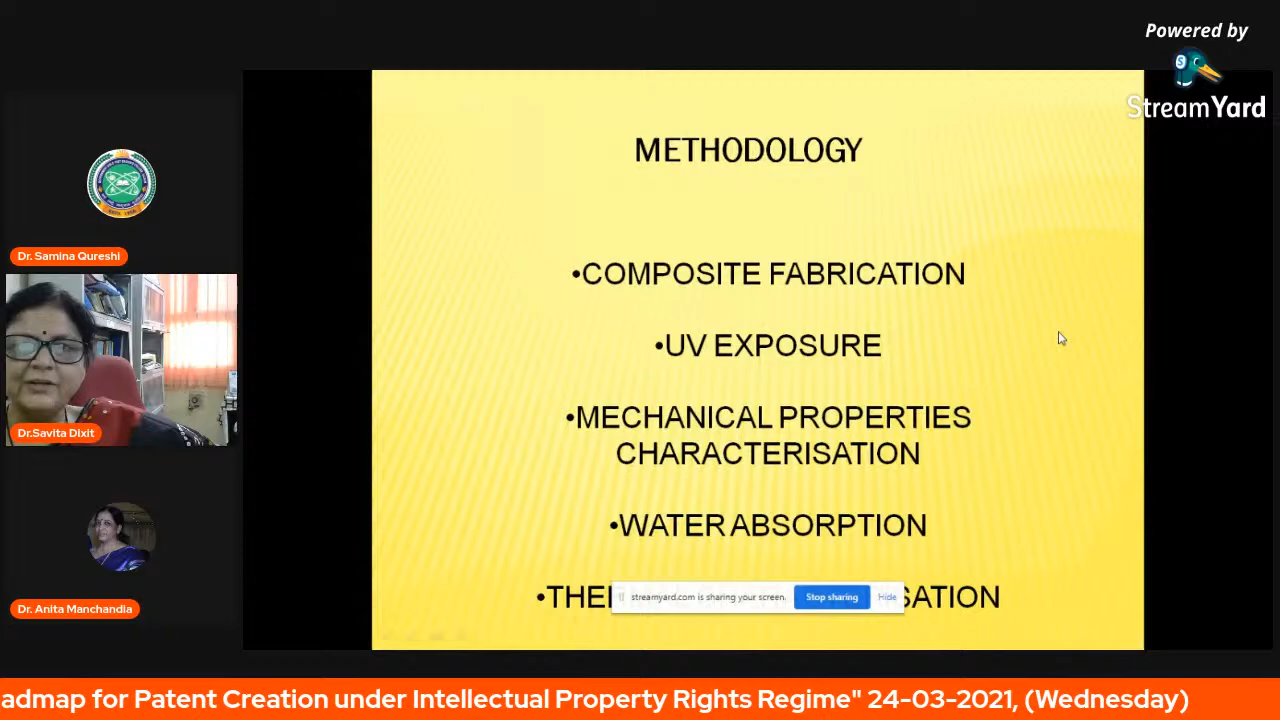 Powered by
StreamYard
METHODOLOGY
•COMPOSITE FABRICATION
•UV EXPOSURE
•MECHANICAL PROPERTIES
CHARACTERISATION
•WATER ABSORPTION
streamyard.com is sharing your screen.
Stop sharing
Hide
Dr. Samina Qureshi
Dr.Savita Dixit
Dr. Anita Manchandia
admap for Patent Creation under Intellectual Property Rights Regime" 24-03-2021, (Wednesday)